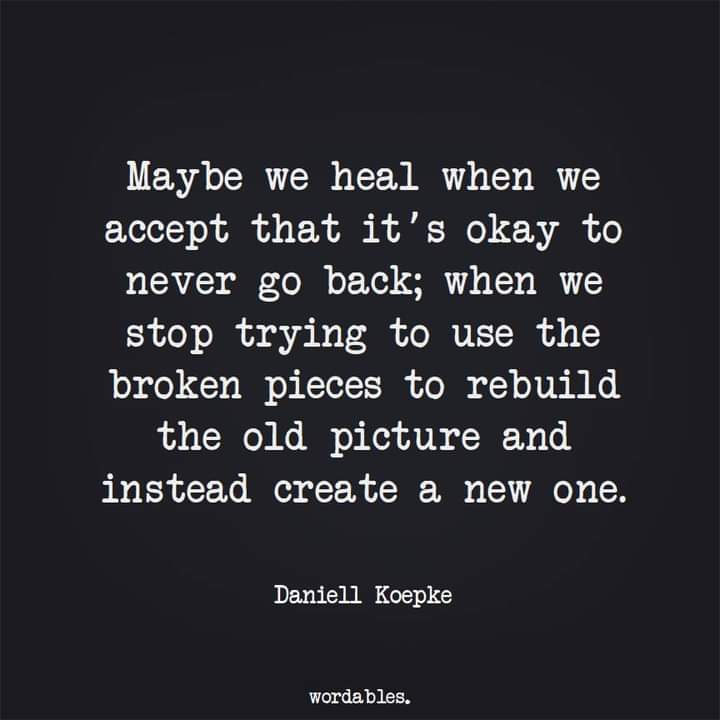 Maybe we heal when we
accept that it's okay to
never go back; when we
stop trying to use the
broken pieces to rebuild
the old picture and
instead create a new one.
Daniell Koepke
wordables.